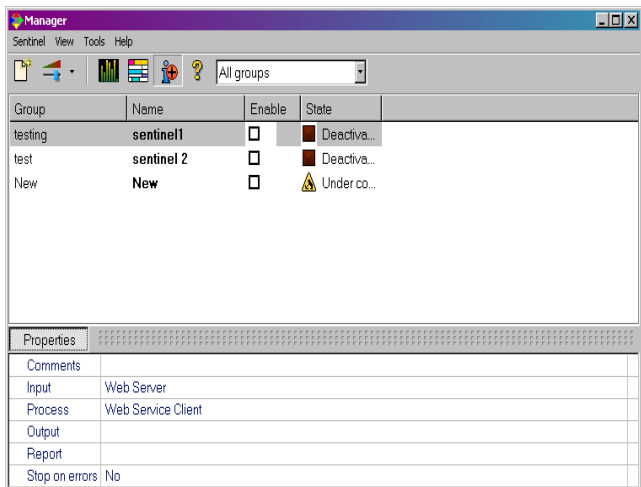 Manager
Sentinel View Tools Help
All groups
Group Name Enable State
testing sentinel1 Deactiva...
test sentinel 2 Deactiva...
New New Under co...
Properties
Comments
Input Web Server
Process Web Service Client
Output
Report
Stop on errors No